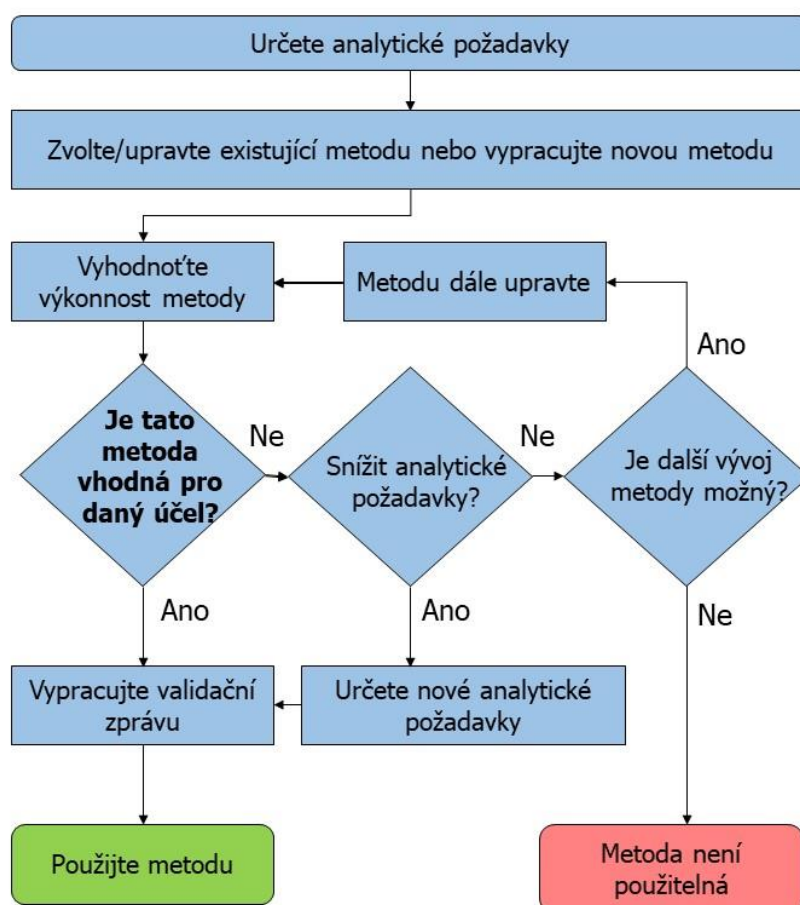 Určete analytické požadavky
Zvolte/upravte existující metodu nebo vypracujte novou metodu
Vyhodnoťte
výkonnost metody
Metodu dále upravte
Ano
Je tato
metoda
vhodná pro
daný účel?
Ne
Snížit analytické
požadavky?
Ne
Je další vývoj
metody možný?
Ano
Ano
Ne
Vypracujte validační
zprávu
Určete nové analytické
požadavky
Použijte metodu
Metoda není
použitelná